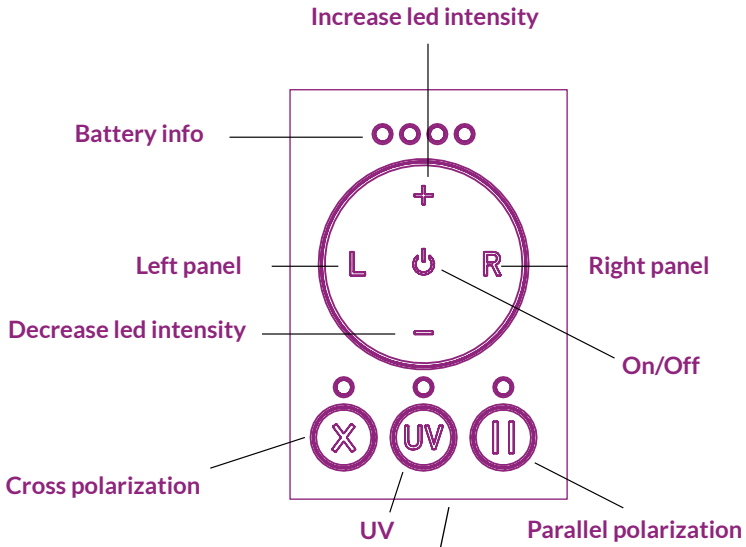 Increase led intensity
Battery info
+
Left panel
L
R
Right panel
Decrease led intensity
−
On/Off
X
UV
||
Cross polarization
UV
Parallel polarization